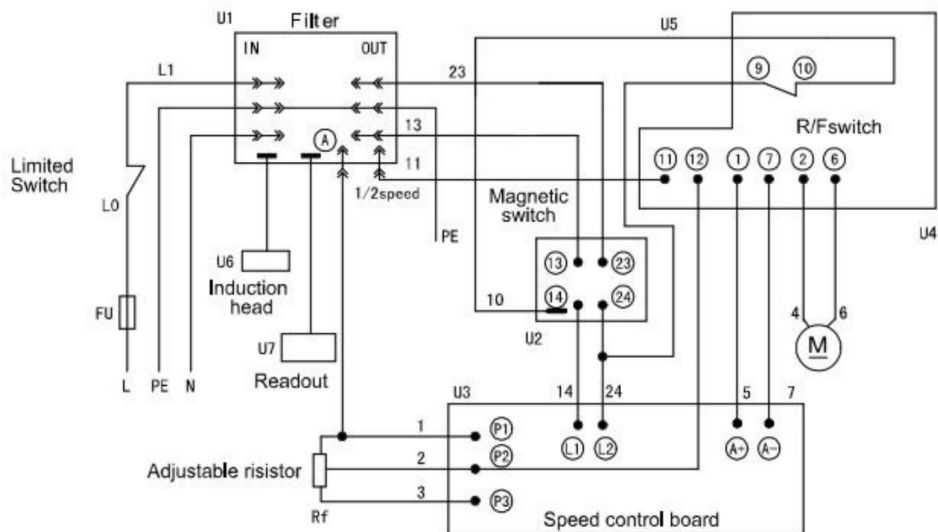 U1
Filter
IN
OUT
U5
L1
23
10
9
10
13
R/Fswitch
A
11
11
12
1
7
2
6
1/2speed
Limited
Switch
Magnetic
switch
L0
PE
U4
13
23
U6
Induction
head
14
24
10
U2
4
6
FU
M
U7
Readout
L
PE
N
U3
14
24
5
7
1
P1
L1
L2
A+
A-
P2
Adjustable risistor
2
3
P3
Rf
Speed control board